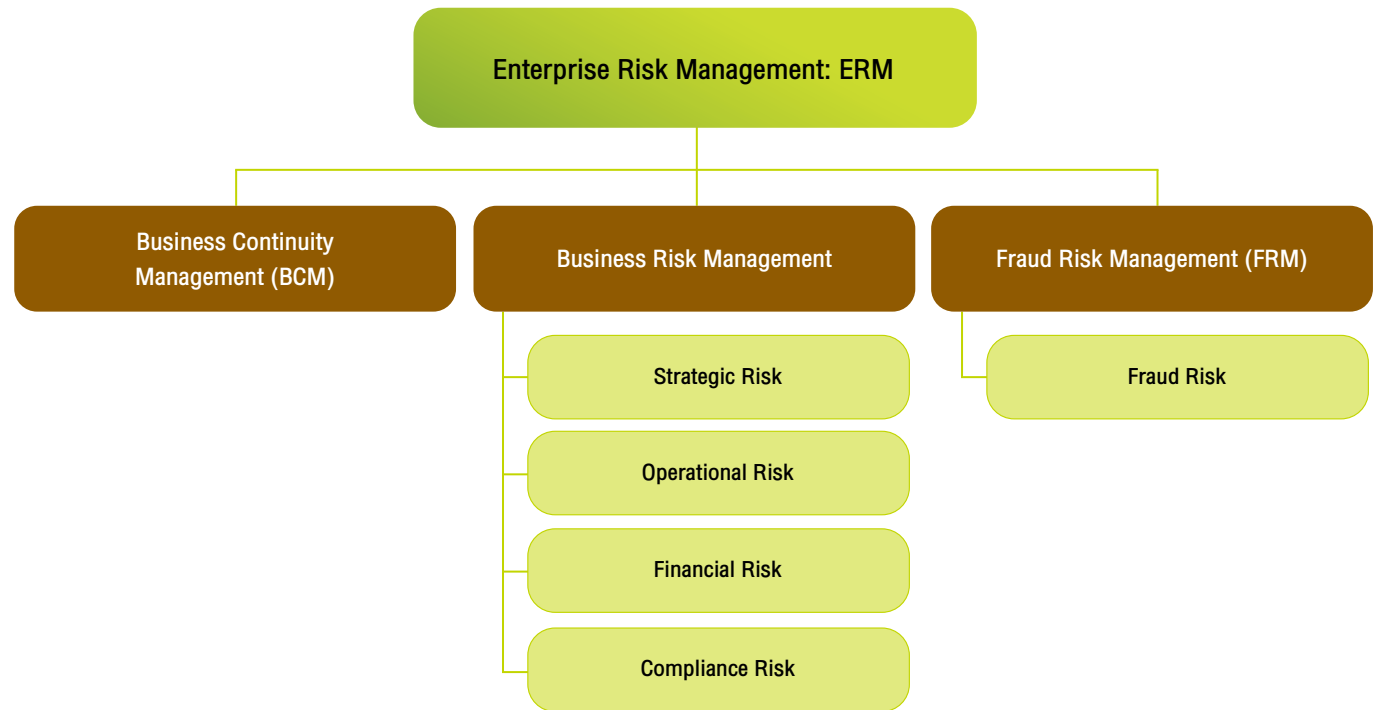 Enterprise Risk Management: ERM
Business Continuity
Management (BCM)
Business Risk Management
Fraud Risk Management (FRM)
Strategic Risk
Fraud Risk
Operational Risk
Financial Risk
Compliance Risk